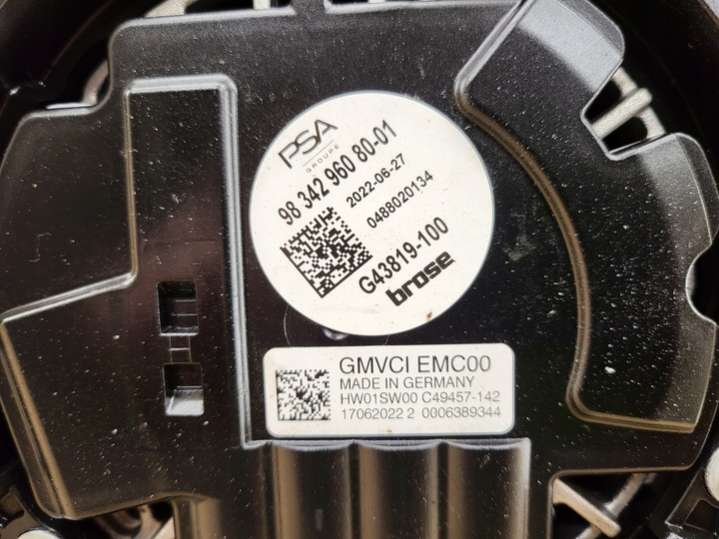 PSA
GROUPE
98 342 960 80-01
2022-06-27
0488020134
G43819-100
brose
GMVCI EMC00
MADE IN GERMANY
HW01SW00 C49457-142
17062022 2 0006389344